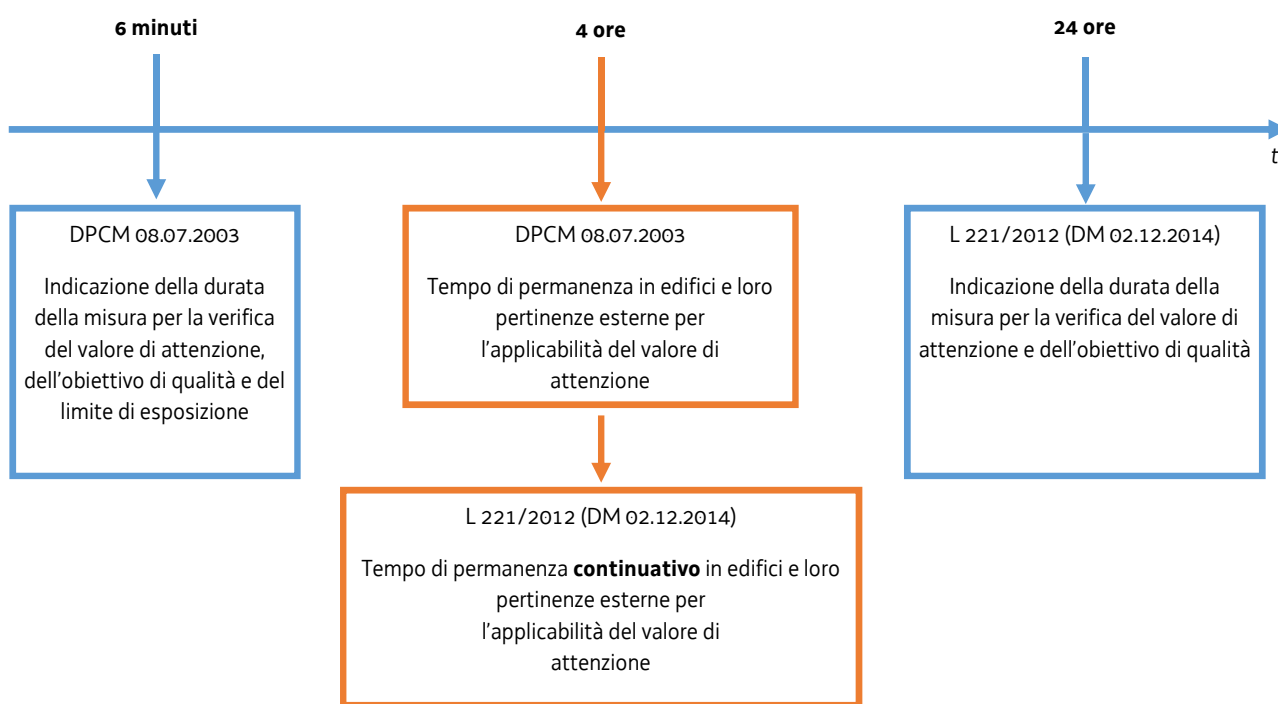 6 minuti
4 ore
24 ore
t
DPCM 08.07.2003
Indicazione della durata
della misura per la verifica
del valore di attenzione,
dell'obiettivo di qualità e del
limite di esposizione
DPCM 08.07.2003
Tempo di permanenza in edifici e loro
pertinenze esterne per
l'applicabilità del valore di
attenzione
L 221/2012 (DM 02.12.2014)
Indicazione della durata della
misura per la verifica del valore di
attenzione e dell'obiettivo di qualità
L 221/2012 (DM 02.12.2014)
Tempo di permanenza continuativo in edifici e loro
pertinenze esterne per
l'applicabilità del valore di
attenzione